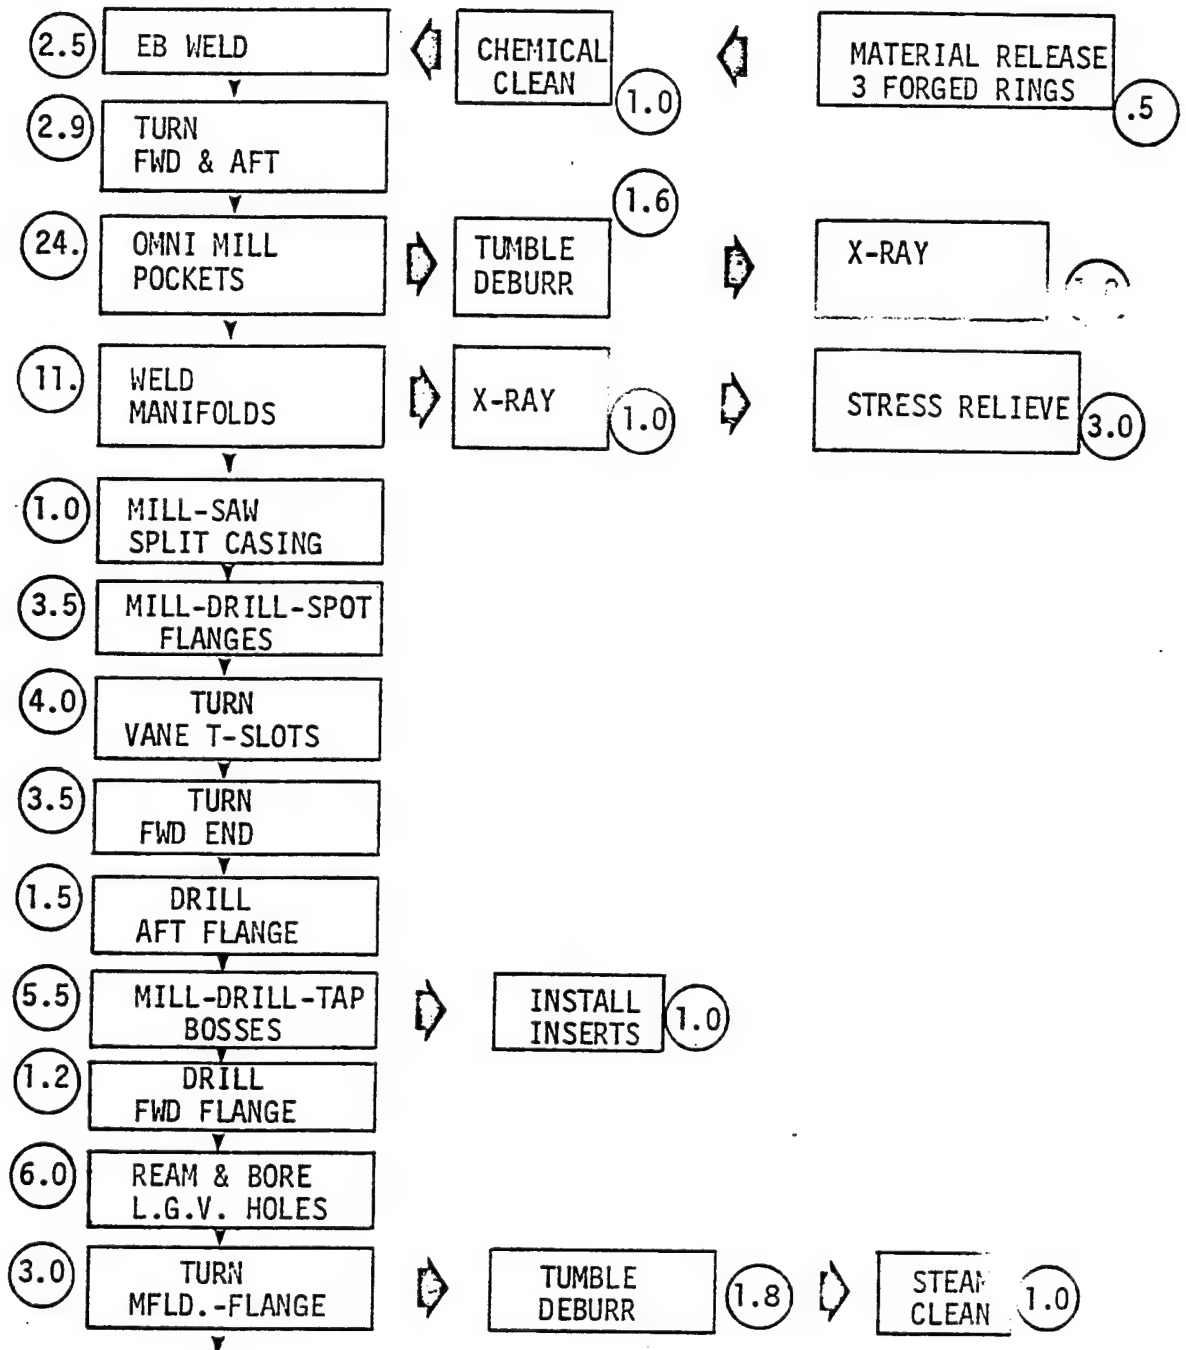 2.5
EB WELD
CHEMICAL
CLEAN
1.0
MATERIAL RELEASE
3 FORGED RINGS
.5
2.9
TURN
FWD & AFT
24.
OMNI MILL
POCKETS
1.6
TUMBLE
DEBURR
X-RAY
11.
WELD
MANIFOLDS
X-RAY
1.0
STRESS RELIEVE
3.0
1.0
MILL-SAW
SPLIT CASING
3.5
MILL-DRILL-SPOT
FLANGES
4.0
TURN
VANE T-SLOTS
3.5
TURN
FWD END
1.5
DRILL
AFT FLANGE
5.5
MILL-DRILL-TAP
BOSSES
INSTALL
INSERTS
1.0
1.2
DRILL
FWD FLANGE
6.0
REAM & BORE
L.G.V. HOLES
3.0
TURN
MFLD.-FLANGE
TUMBLE
DEBURR
1.8
STEAM
CLEAN
1.0